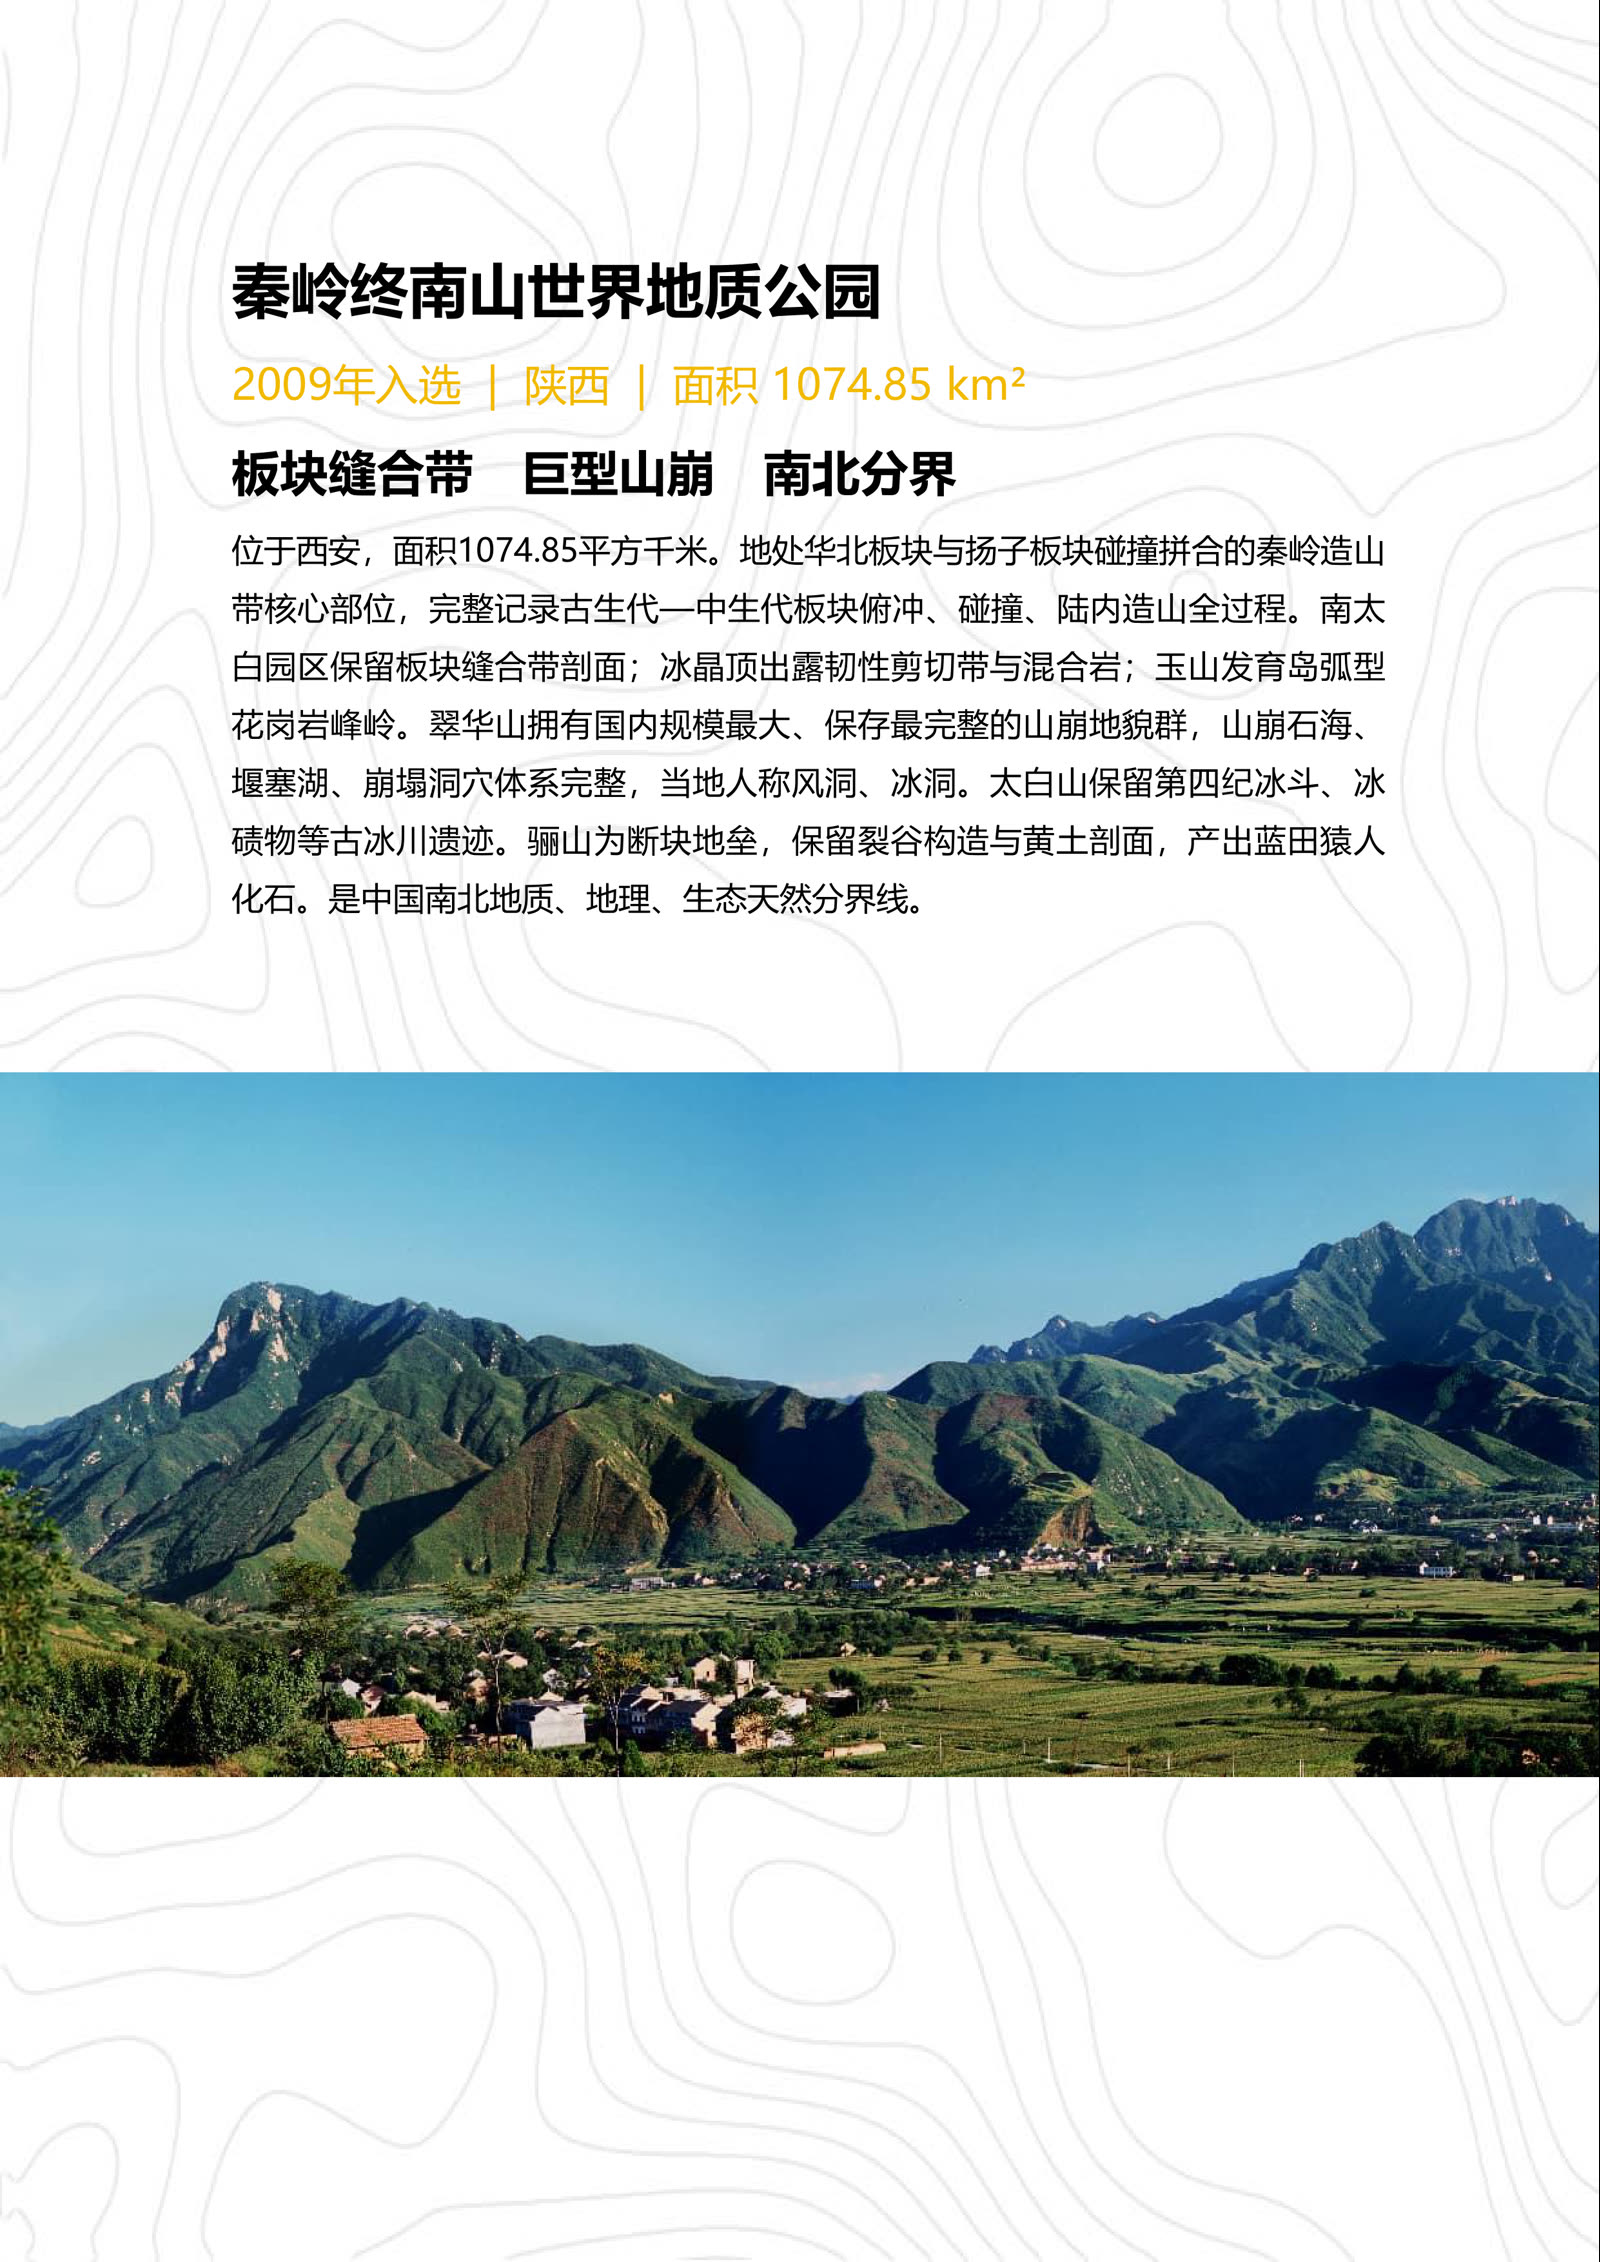 秦岭终南山世界地质公园
2009年入选 | 陕西 | 面积 1074.85 km²
板块缝合带 巨型山崩 南北分界
位于西安，面积1074.85平方千米。地处华北板块与扬子板块碰撞拼合的秦岭造山
带核心部位，完整记录古生代—中生代板块俯冲、碰撞、陆内造山全过程。南太
白园区保留板块缝合带剖面；冰晶顶出露韧性剪切带与混合岩；玉山发育岛弧型
花岗岩峰岭。翠华山拥有国内规模最大、保存最完整的山崩地貌群，山崩石海、
堰塞湖、崩塌洞穴体系完整，当地人称风洞、冰洞。太白山保留第四纪冰斗、冰
碛物等古冰川遗迹。骊山为断块地垒，保留裂谷构造与黄土剖面，产出蓝田猿人
化石。是中国南北地质、地理、生态天然分界线。